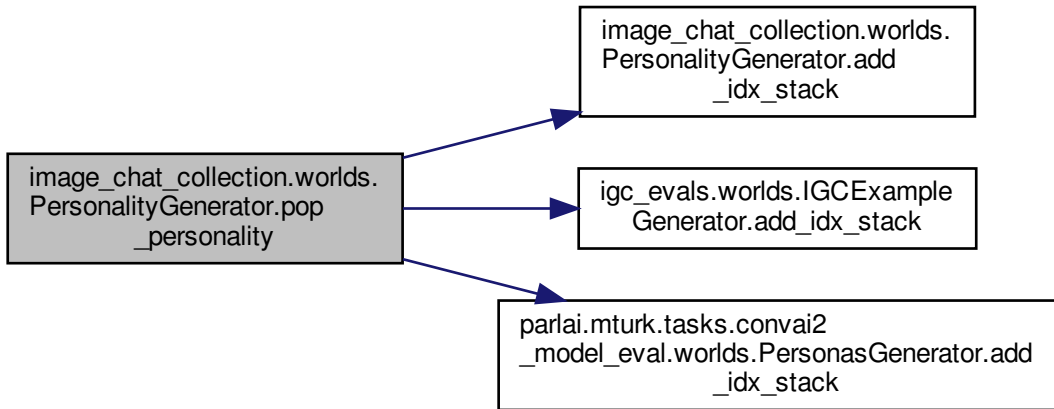 image_chat_collection.worlds.
PersonalityGenerator.pop
_personality
image_chat_collection.worlds.
PersonalityGenerator.add
_idx_stack
igc_evals.worlds.IGCExample
Generator.add_idx_stack
parlai.mturk.tasks.convai2
_model_eval.worlds.PersonasGenerator.add
_idx_stack